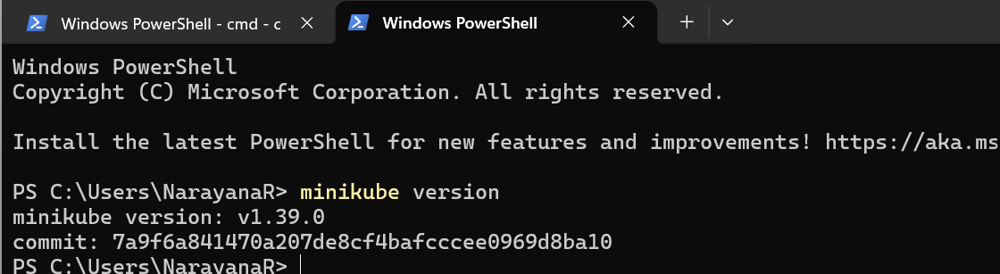 Windows PowerShell - cmd - c
Windows PowerShell
Windows PowerShell
Copyright (C) Microsoft Corporation. All rights reserved.
Install the latest PowerShell for new features and improvements! https://aka.ms
PS C:\Users\NarayanaR> minikube version
minikube version: v1.39.0
commit: 7a9f6a841470a207de8cf4bafcccee0969d8ba10
PS C:\Users\NarayanaR>